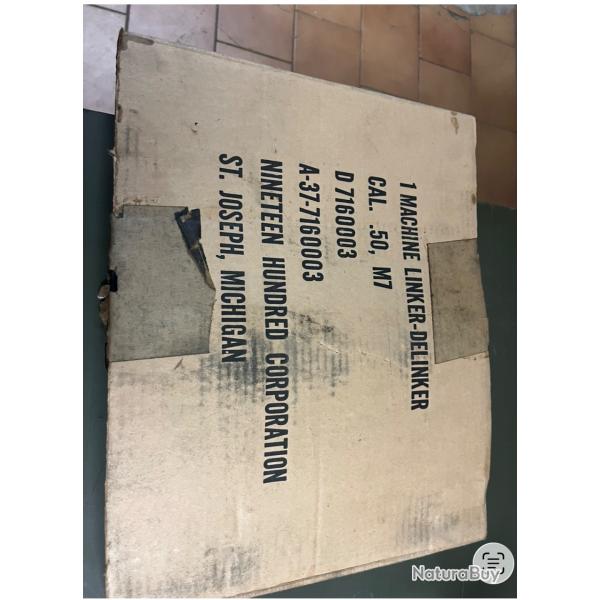 1 MACHINE LINKER-DELINKER
CAL. .50, M7
D 7160003
A-37-7160003
NINETEEN HUNDRED CORPORATION
ST. JOSEPH, MICHIGAN
NaturaBuy